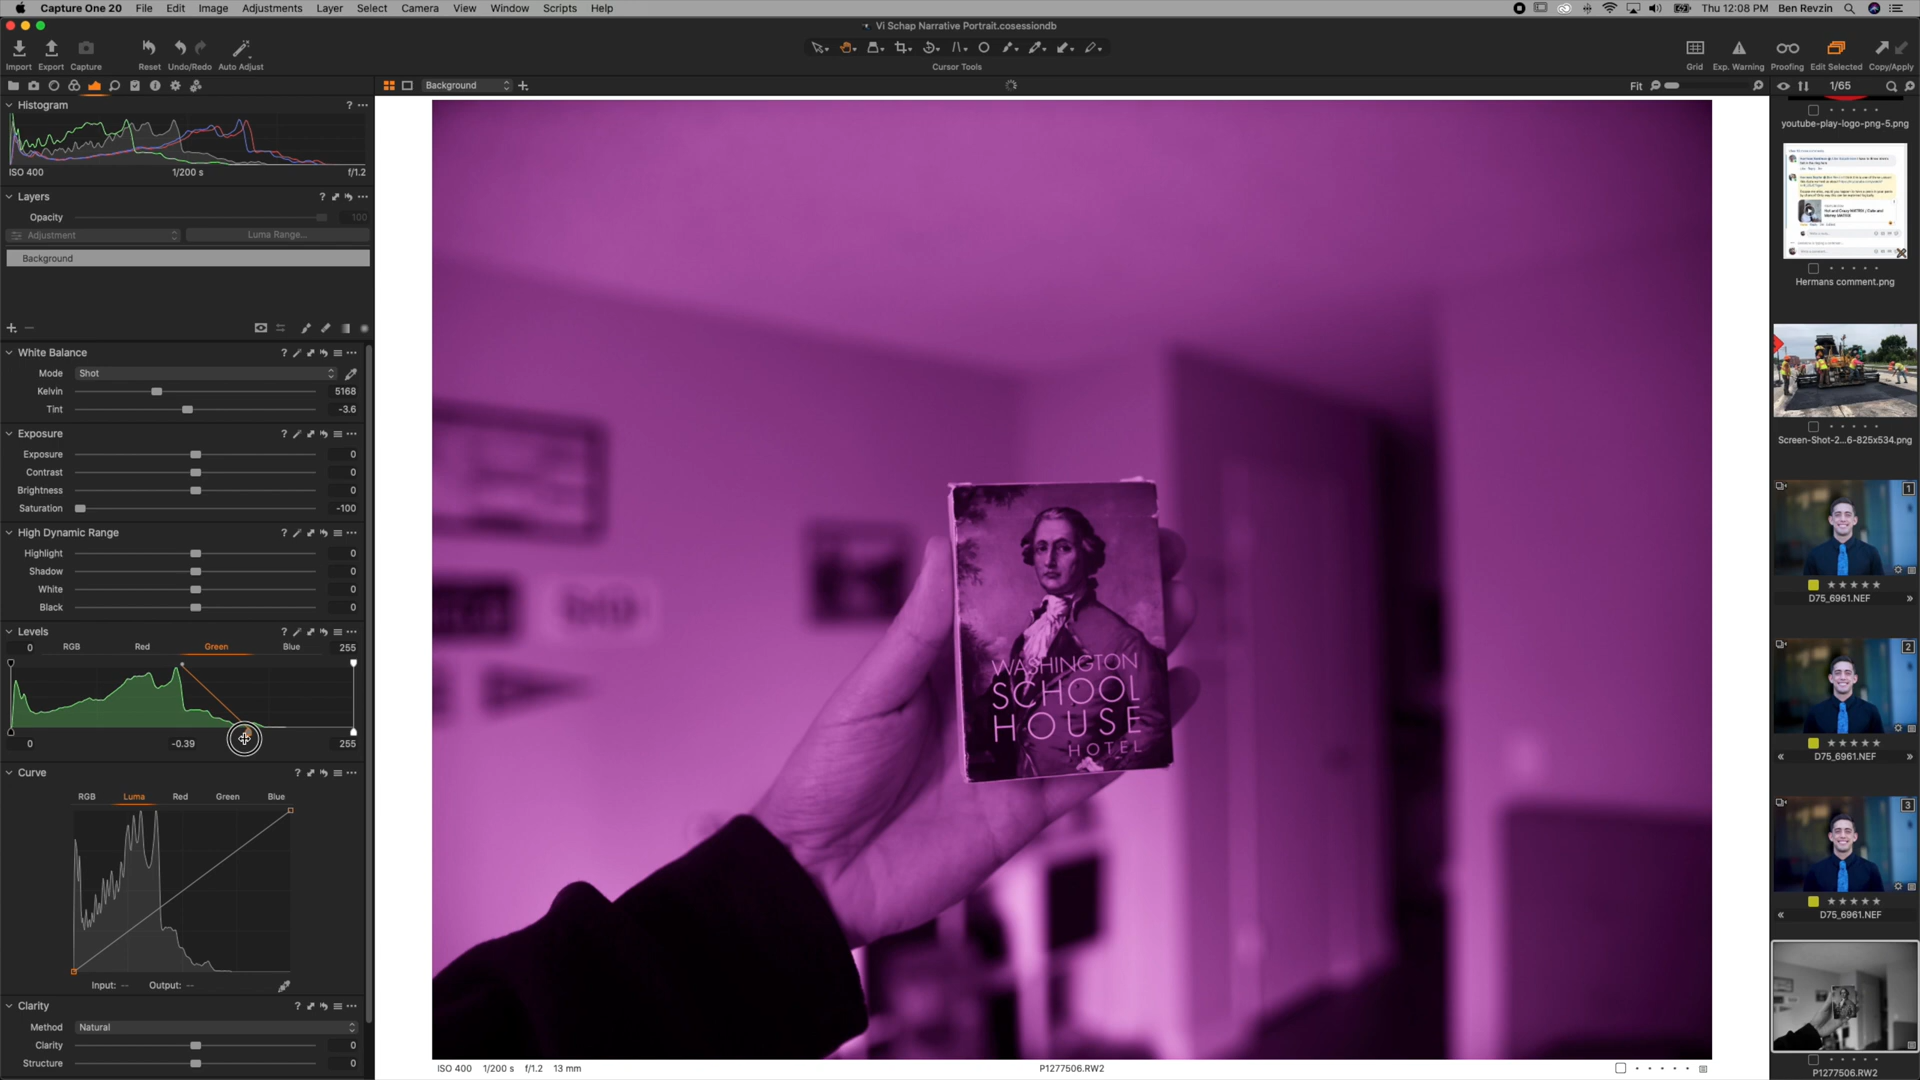 Capture One 20 File Edit Image Adjustments Layer Select Camera View Window Scripts Help Thu 12:08 PM Ben Revzin
Vi Schap Narrative Portrait.cosessiondb
Import Export Capture Reset Undo/Redo Auto Adjust Cursor Tools Grid Exp. Warning Proofing Edit Selected Copy/Apply
Background Fit 1/65
Histogram
ISO 400 1/200 s f/1.2
Layers
Opacity 100
Adjustment Luma Range...
Background
White Balance
Mode Shot
Kelvin 5168
Tint -3.6
Exposure
Exposure 0
Contrast 0
Brightness 0
Saturation -100
High Dynamic Range
Highlight 0
Shadow 0
White 0
Black 0
Levels
0 RGB Red Green Blue 255
0 -0.39 255
Curve
RGB Luma Red Green Blue
Input: -- Output: --
Clarity
Method Natural
Clarity 0
Structure 0
WASHINGTON
SCHOOL
HOUSE
HOTEL
ISO 400 1/200 s f/1.2 13 mm P1277506.RW2
youtube-play-logo-png-5.png
Hermans comment.png
Screen-Shot-2...6-825x534.png
1
D75_6961.NEF
2
D75_6961.NEF
3
D75_6961.NEF
P1277506.RW2